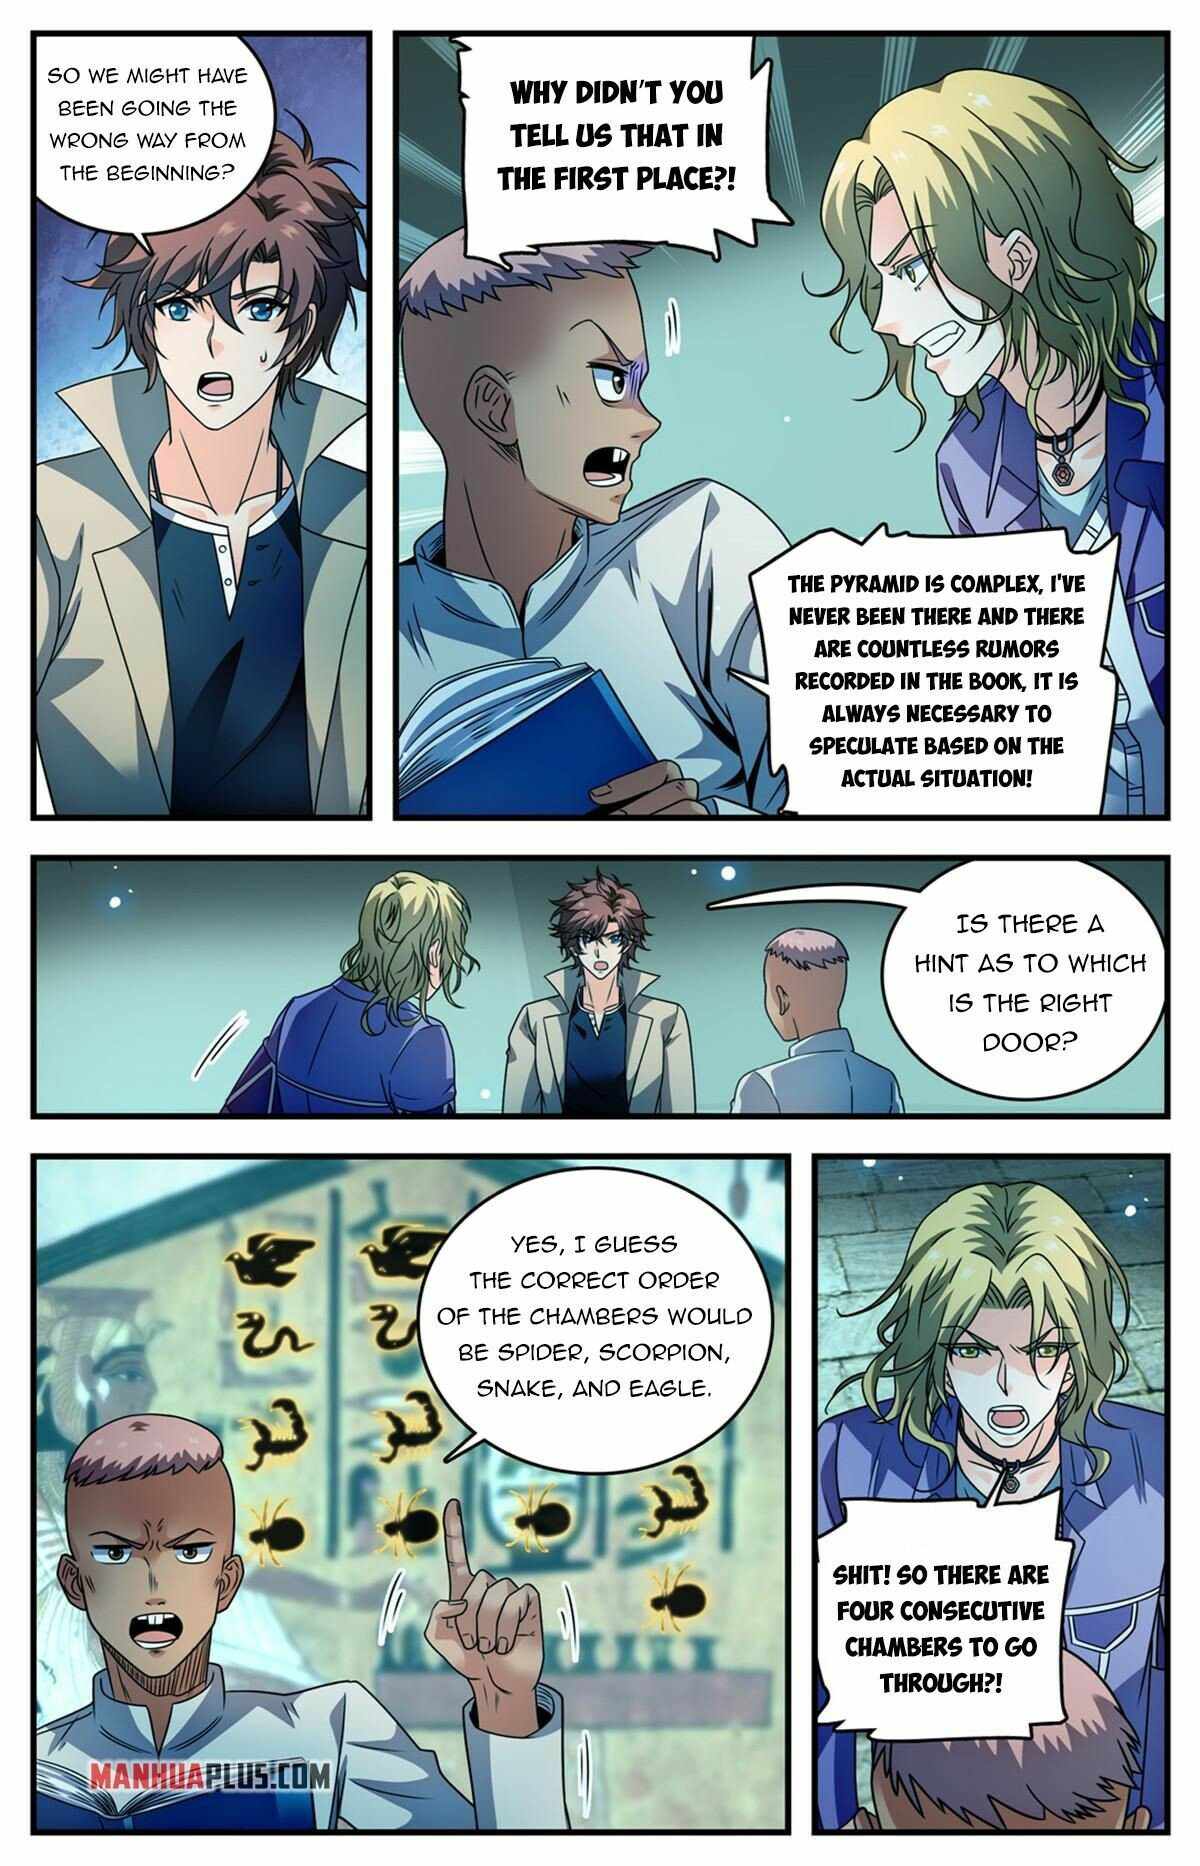 SO WE MIGHT HAVE
BEEN GOING THE
WRONG WAY FROM
THE BEGINNING?
WHY DIDN'T YOU
TELL US THAT IN
THE FIRST PLACE?!
THE PYRAMID IS COMPLEX, I'VE
NEVER BEEN THERE AND THERE
ARE COUNTLESS RUMORS
RECORDED IN THE BOOK, IT IS
ALWAYS NECESSARY TO
SPECULATE BASED ON THE
ACTUAL SITUATION!
IS THERE A
HINT AS TO WHICH
IS THE RIGHT
DOOR?
YES, I GUESS
THE CORRECT ORDER
OF THE CHAMBERS WOULD
BE SPIDER, SCORPION,
SNAKE, AND EAGLE.
SHIT! SO THERE ARE
FOUR CONSECUTIVE
CHAMBERS TO GO
THROUGH?!
MANHUAPLUS.COM